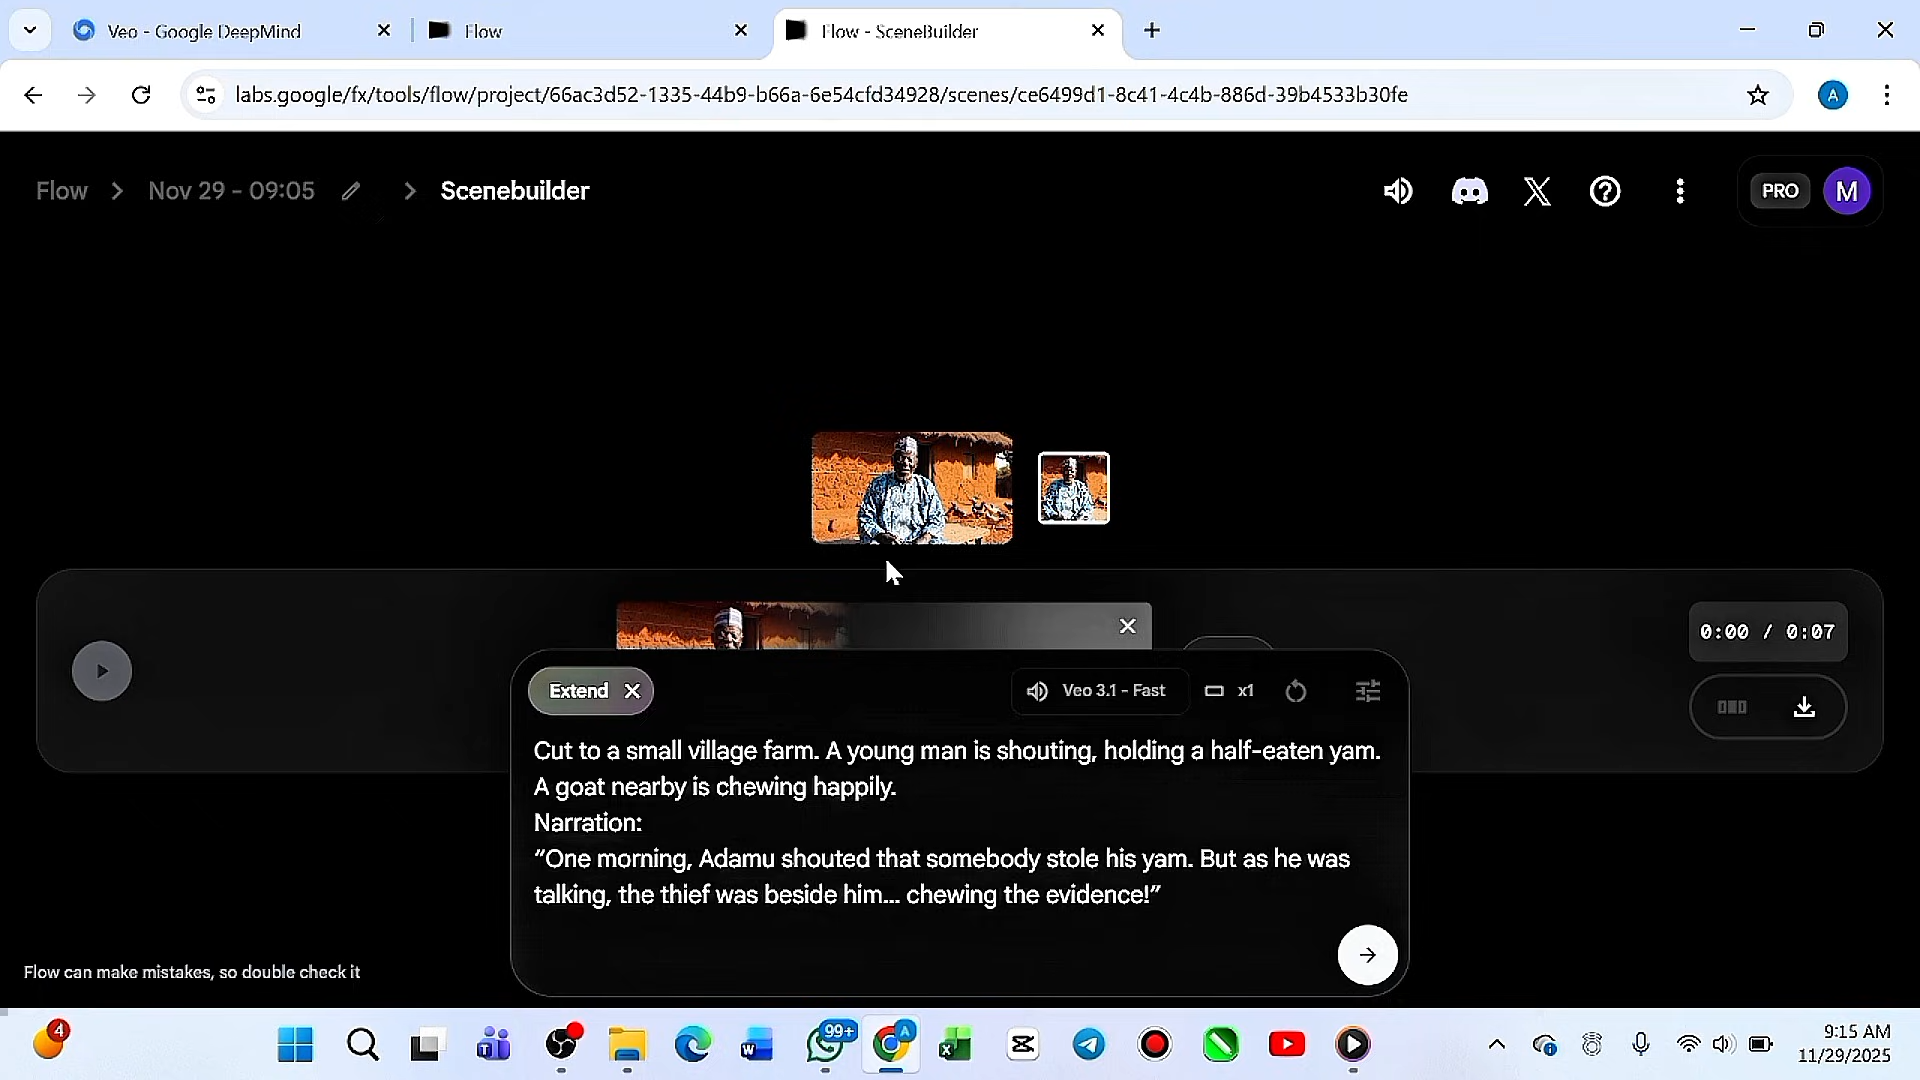 Veo - Google DeepMind
Flow
Flow - SceneBuilder
labs.google/fx/tools/flow/project/66ac3d52-1335-44b9-b66a-6e54cfd34928/scenes/ce6499d1-8c41-4c4b-886d-39b4533b30fe
A
Flow > Nov 29 - 09:05 > Scenebuilder
PRO M
0:00 / 0:07
Extend
Veo 3.1 - Fast
x1
Cut to a small village farm. A young man is shouting, holding a half-eaten yam.
A goat nearby is chewing happily.
Narration:
“One morning, Adamu shouted that somebody stole his yam. But as he was
talking, the thief was beside him... chewing the evidence!”
Flow can make mistakes, so double check it
4
99+
A
9:15 AM
11/29/2025